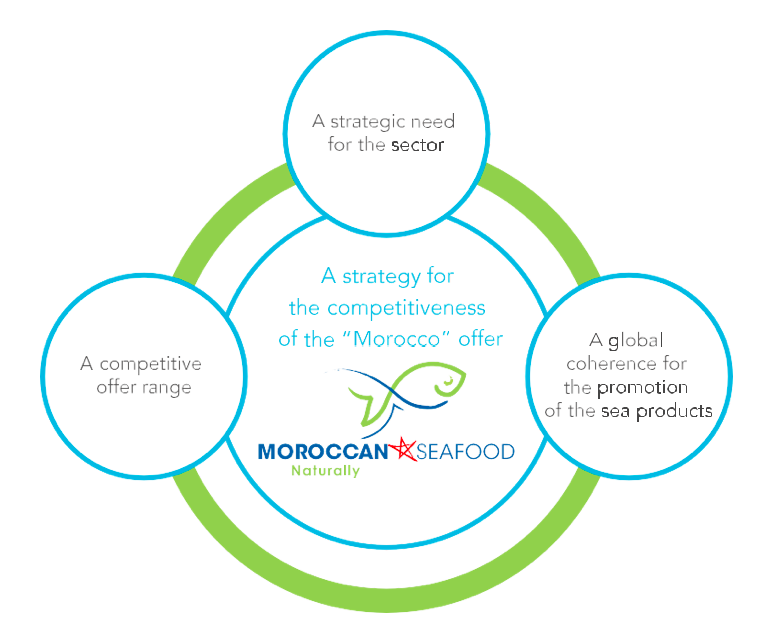 A strategic need
for the sector
A strategy for
the competitiveness
of the “Morocco” offer
A competitive
offer range
A global
coherence for
the promotion
of the sea products
MOROCCAN SEAFOOD
Naturally